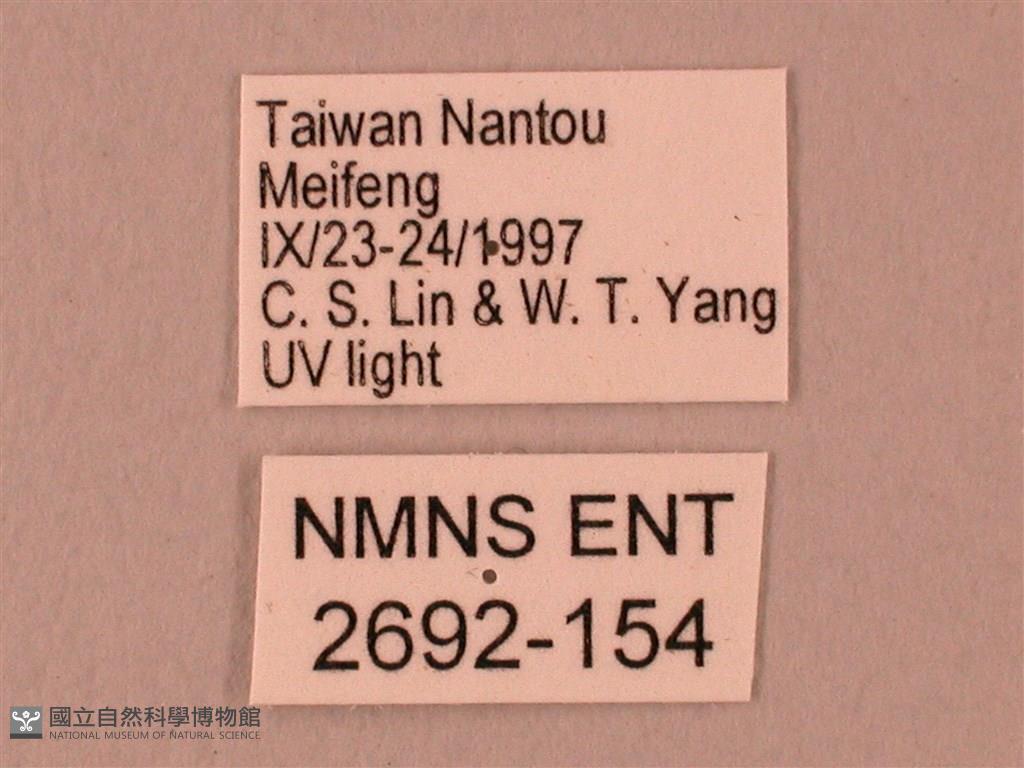 Taiwan Nantou
Meifeng
IX/23-24/1997
C. S. Lin & W. T. Yang
UV light
NMNS ENT
2692-154
國立自然科學博物館
NATIONAL MUSEUM OF NATURAL SCIENCE